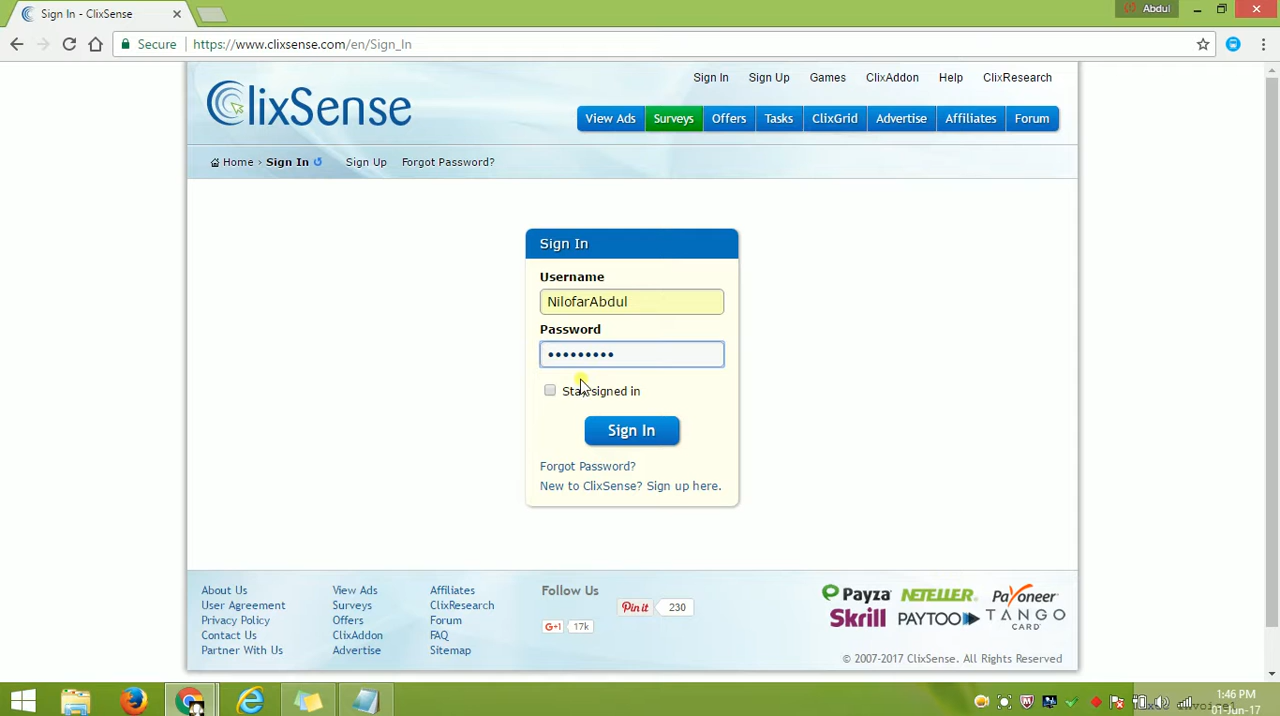 Sign In - ClixSense
Abdul
Secure
https://www.clixsense.com/en/Sign_In
Sign In Sign Up Games ClixAddon Help ClixResearch
ClixSense
View Ads Surveys Offers Tasks ClixGrid Advertise Affiliates Forum
Home › Sign In Sign Up Forgot Password?
Sign In
Username
NilofarAbdul
Password
•••••••••
Stay signed in
Sign In
Forgot Password?
New to ClixSense? Sign up here.
About Us View Ads Affiliates Follow Us
User Agreement Surveys ClixResearch
Privacy Policy Offers Forum
Contact Us ClixAddon FAQ
Partner With Us Advertise Sitemap
Pin it 230
G+1 17k
Payza NETELLER Payoneer
Skrill PAYTOO TANGO CARD
© 2007-2017 ClixSense. All Rights Reserved
1:46 PM
01-Jun-17